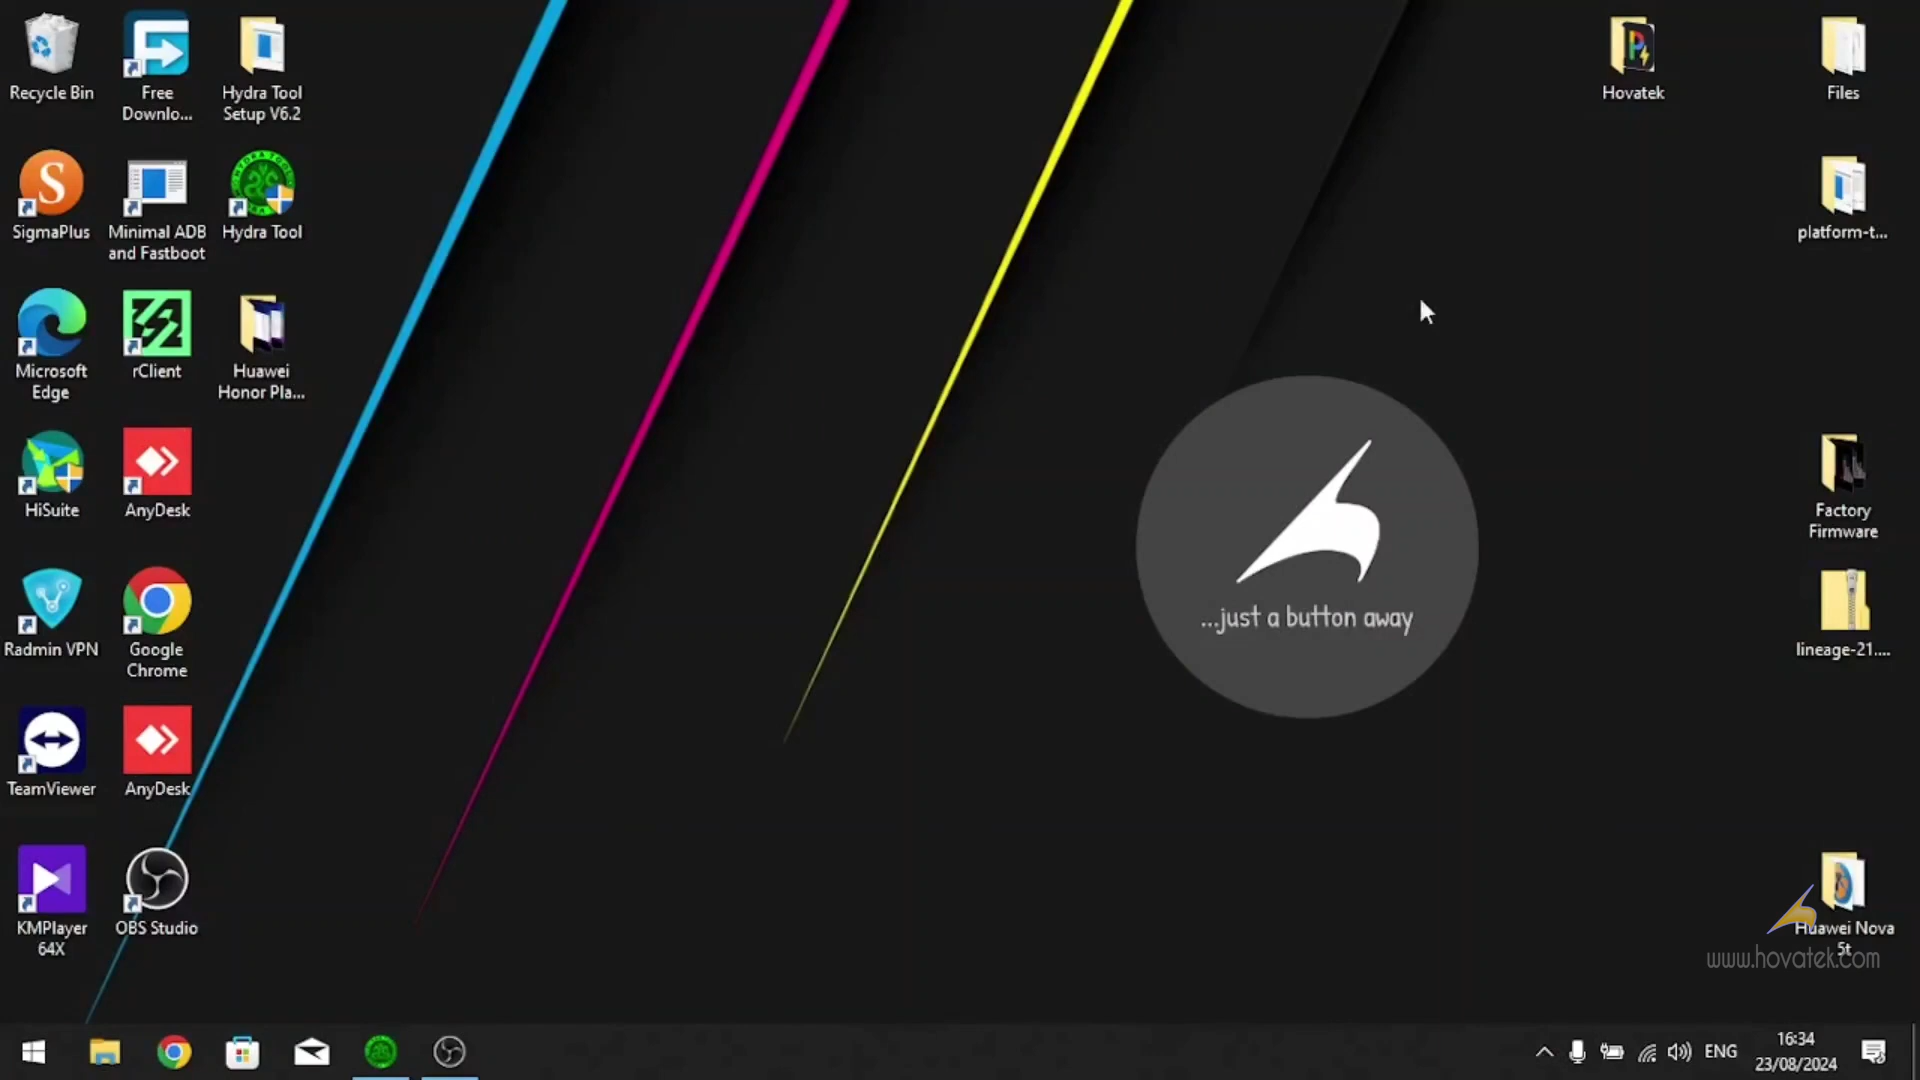 Recycle Bin
Free
Downlo...
Hydra Tool
Setup V6.2
SigmaPlus
Minimal ADB
and Fastboot
Hydra Tool
Microsoft
Edge
rClient
Huawei
Honor Pla...
HiSuite
AnyDesk
Radmin VPN
Google
Chrome
TeamViewer
AnyDesk
KMPlayer
64X
OBS Studio
Hovatek
Files
platform-t...
Factory
Firmware
lineage-21....
Huawei Nova
5t
...just a button away
www.hovatek.com
ENG
16:34
23/08/2024